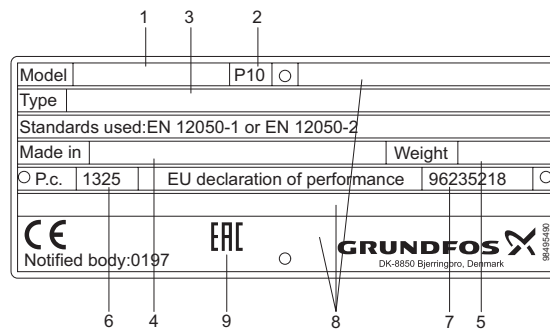 1 3 2
Model P10
Type
Standards used:EN 12050-1 or EN 12050-2
Made in Weight
P.c. 1325 EU declaration of performance 96235218
CE EAC
GRUNDFOS
Notified body:0197 DK-8850 Bjerringbro, Denmark
98495490
6 4 9 8 7 5